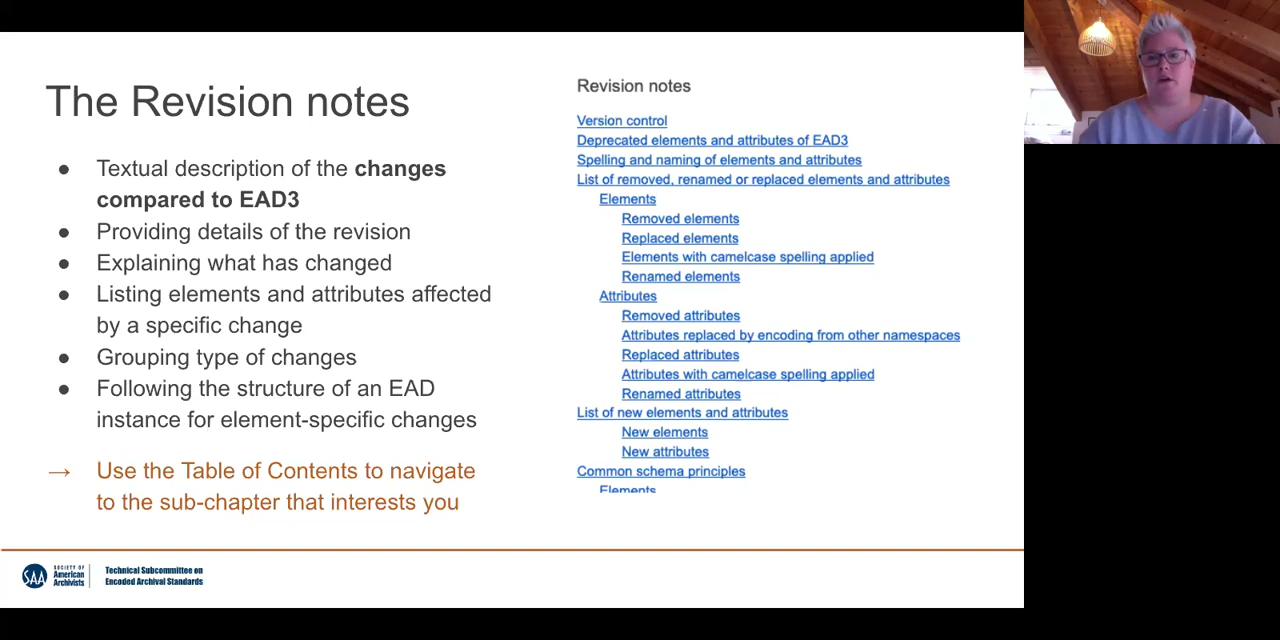 The Revision notes
● Textual description of the changes
compared to EAD3
● Providing details of the revision
● Explaining what has changed
● Listing elements and attributes affected
by a specific change
● Grouping type of changes
● Following the structure of an EAD
instance for element-specific changes
→ Use the Table of Contents to navigate
to the sub-chapter that interests you
Revision notes
Version control
Deprecated elements and attributes of EAD3
Spelling and naming of elements and attributes
List of removed, renamed or replaced elements and attributes
Elements
Removed elements
Replaced elements
Elements with camelcase spelling applied
Renamed elements
Attributes
Removed attributes
Attributes replaced by encoding from other namespaces
Replaced attributes
Attributes with camelcase spelling applied
Renamed attributes
List of new elements and attributes
New elements
New attributes
Common schema principles
Elements
SAA
SOCIETY OF
American
Archivists
Technical Subcommittee on
Encoded Archival Standards